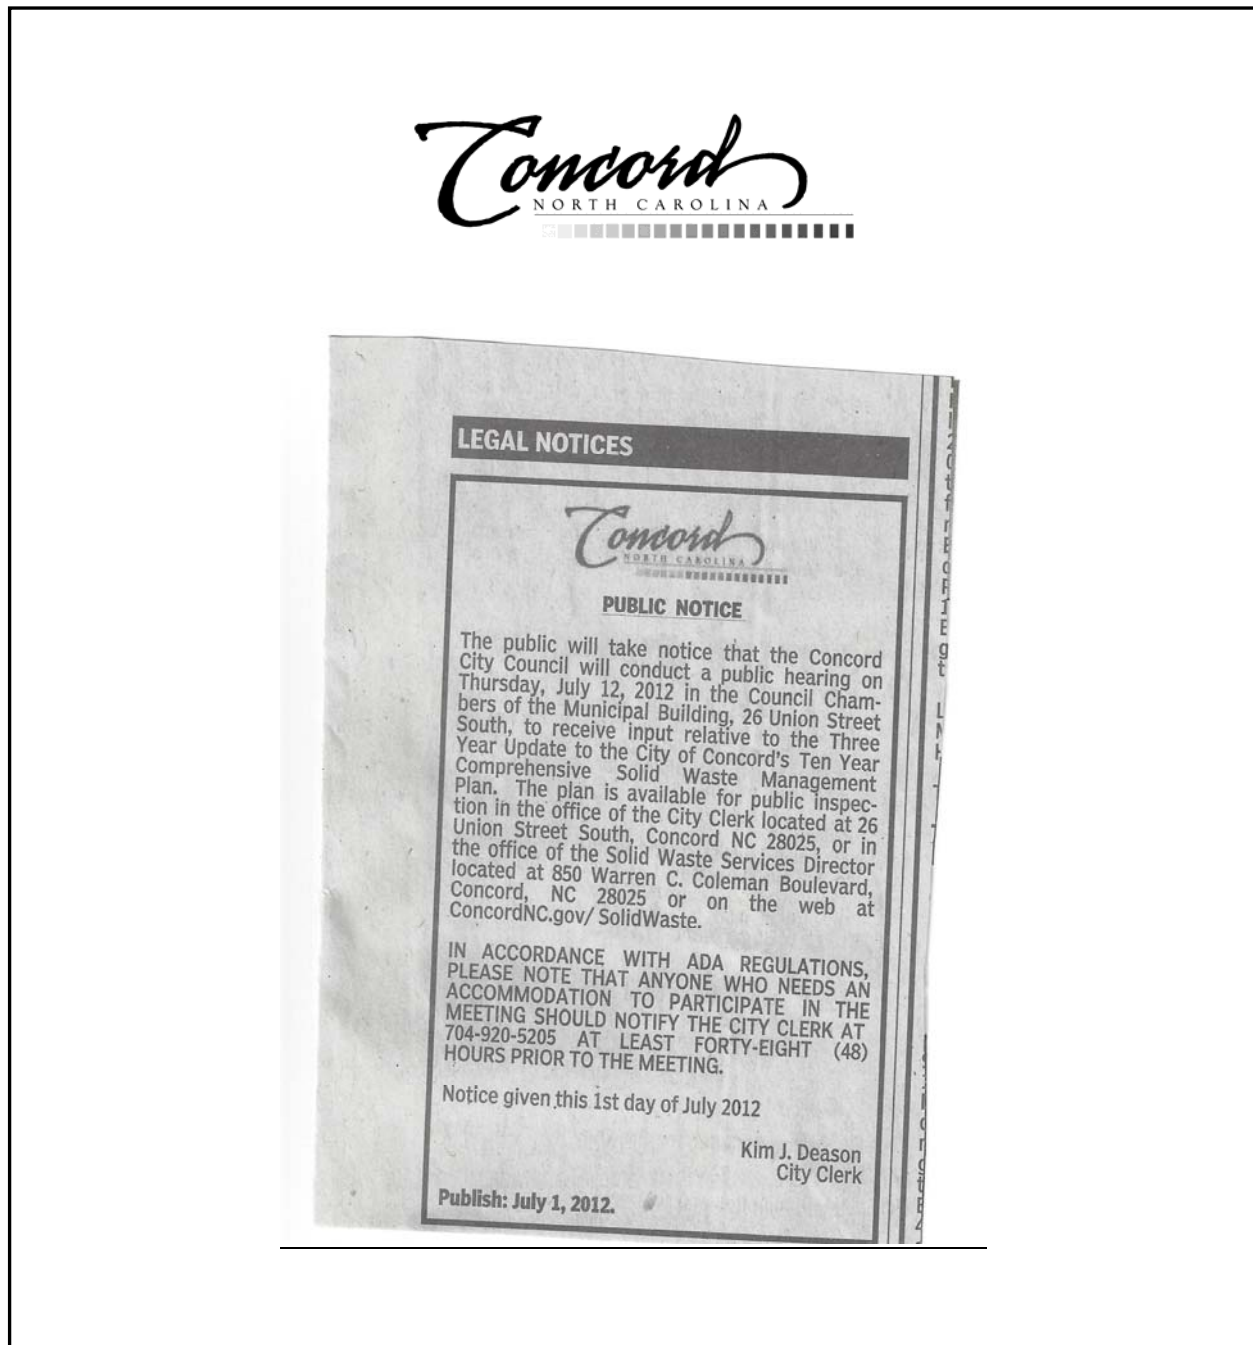 Concord
NORTH CAROLINA
LEGAL NOTICES
Concord
NORTH CAROLINA
PUBLIC NOTICE
The public will take notice that the Concord
City Council will conduct a public hearing on
Thursday, July 12, 2012 in the Council Cham-
bers of the Municipal Building, 26 Union Street
South, to receive input relative to the Three
Year Update to the City of Concord's Ten Year
Comprehensive Solid Waste Management
Plan. The plan is available for public inspec-
tion in the office of the City Clerk located at 26
Union Street South, Concord NC 28025, or in
the office of the Solid Waste Services Director
located at 850 Warren C. Coleman Boulevard,
Concord, NC 28025 or on the web at
ConcordNC.gov/ SolidWaste.
IN ACCORDANCE WITH ADA REGULATIONS,
PLEASE NOTE THAT ANYONE WHO NEEDS AN
ACCOMMODATION TO PARTICIPATE IN THE
MEETING SHOULD NOTIFY THE CITY CLERK AT
704-920-5205 AT LEAST FORTY-EIGHT (48)
HOURS PRIOR TO THE MEETING.
Notice given this 1st day of July 2012
Kim J. Deason
City Clerk
Publish: July 1, 2012.